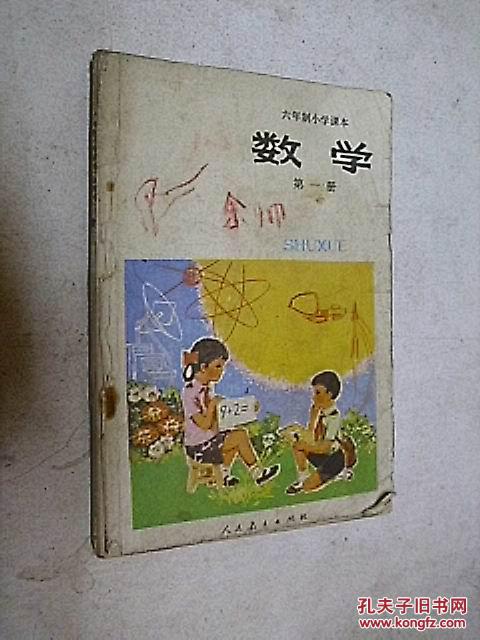 六年制小学课本
数学
第一册
SHUXUE
9+2=
人民教育出版社
孔夫子旧书网
www.kongfz.com